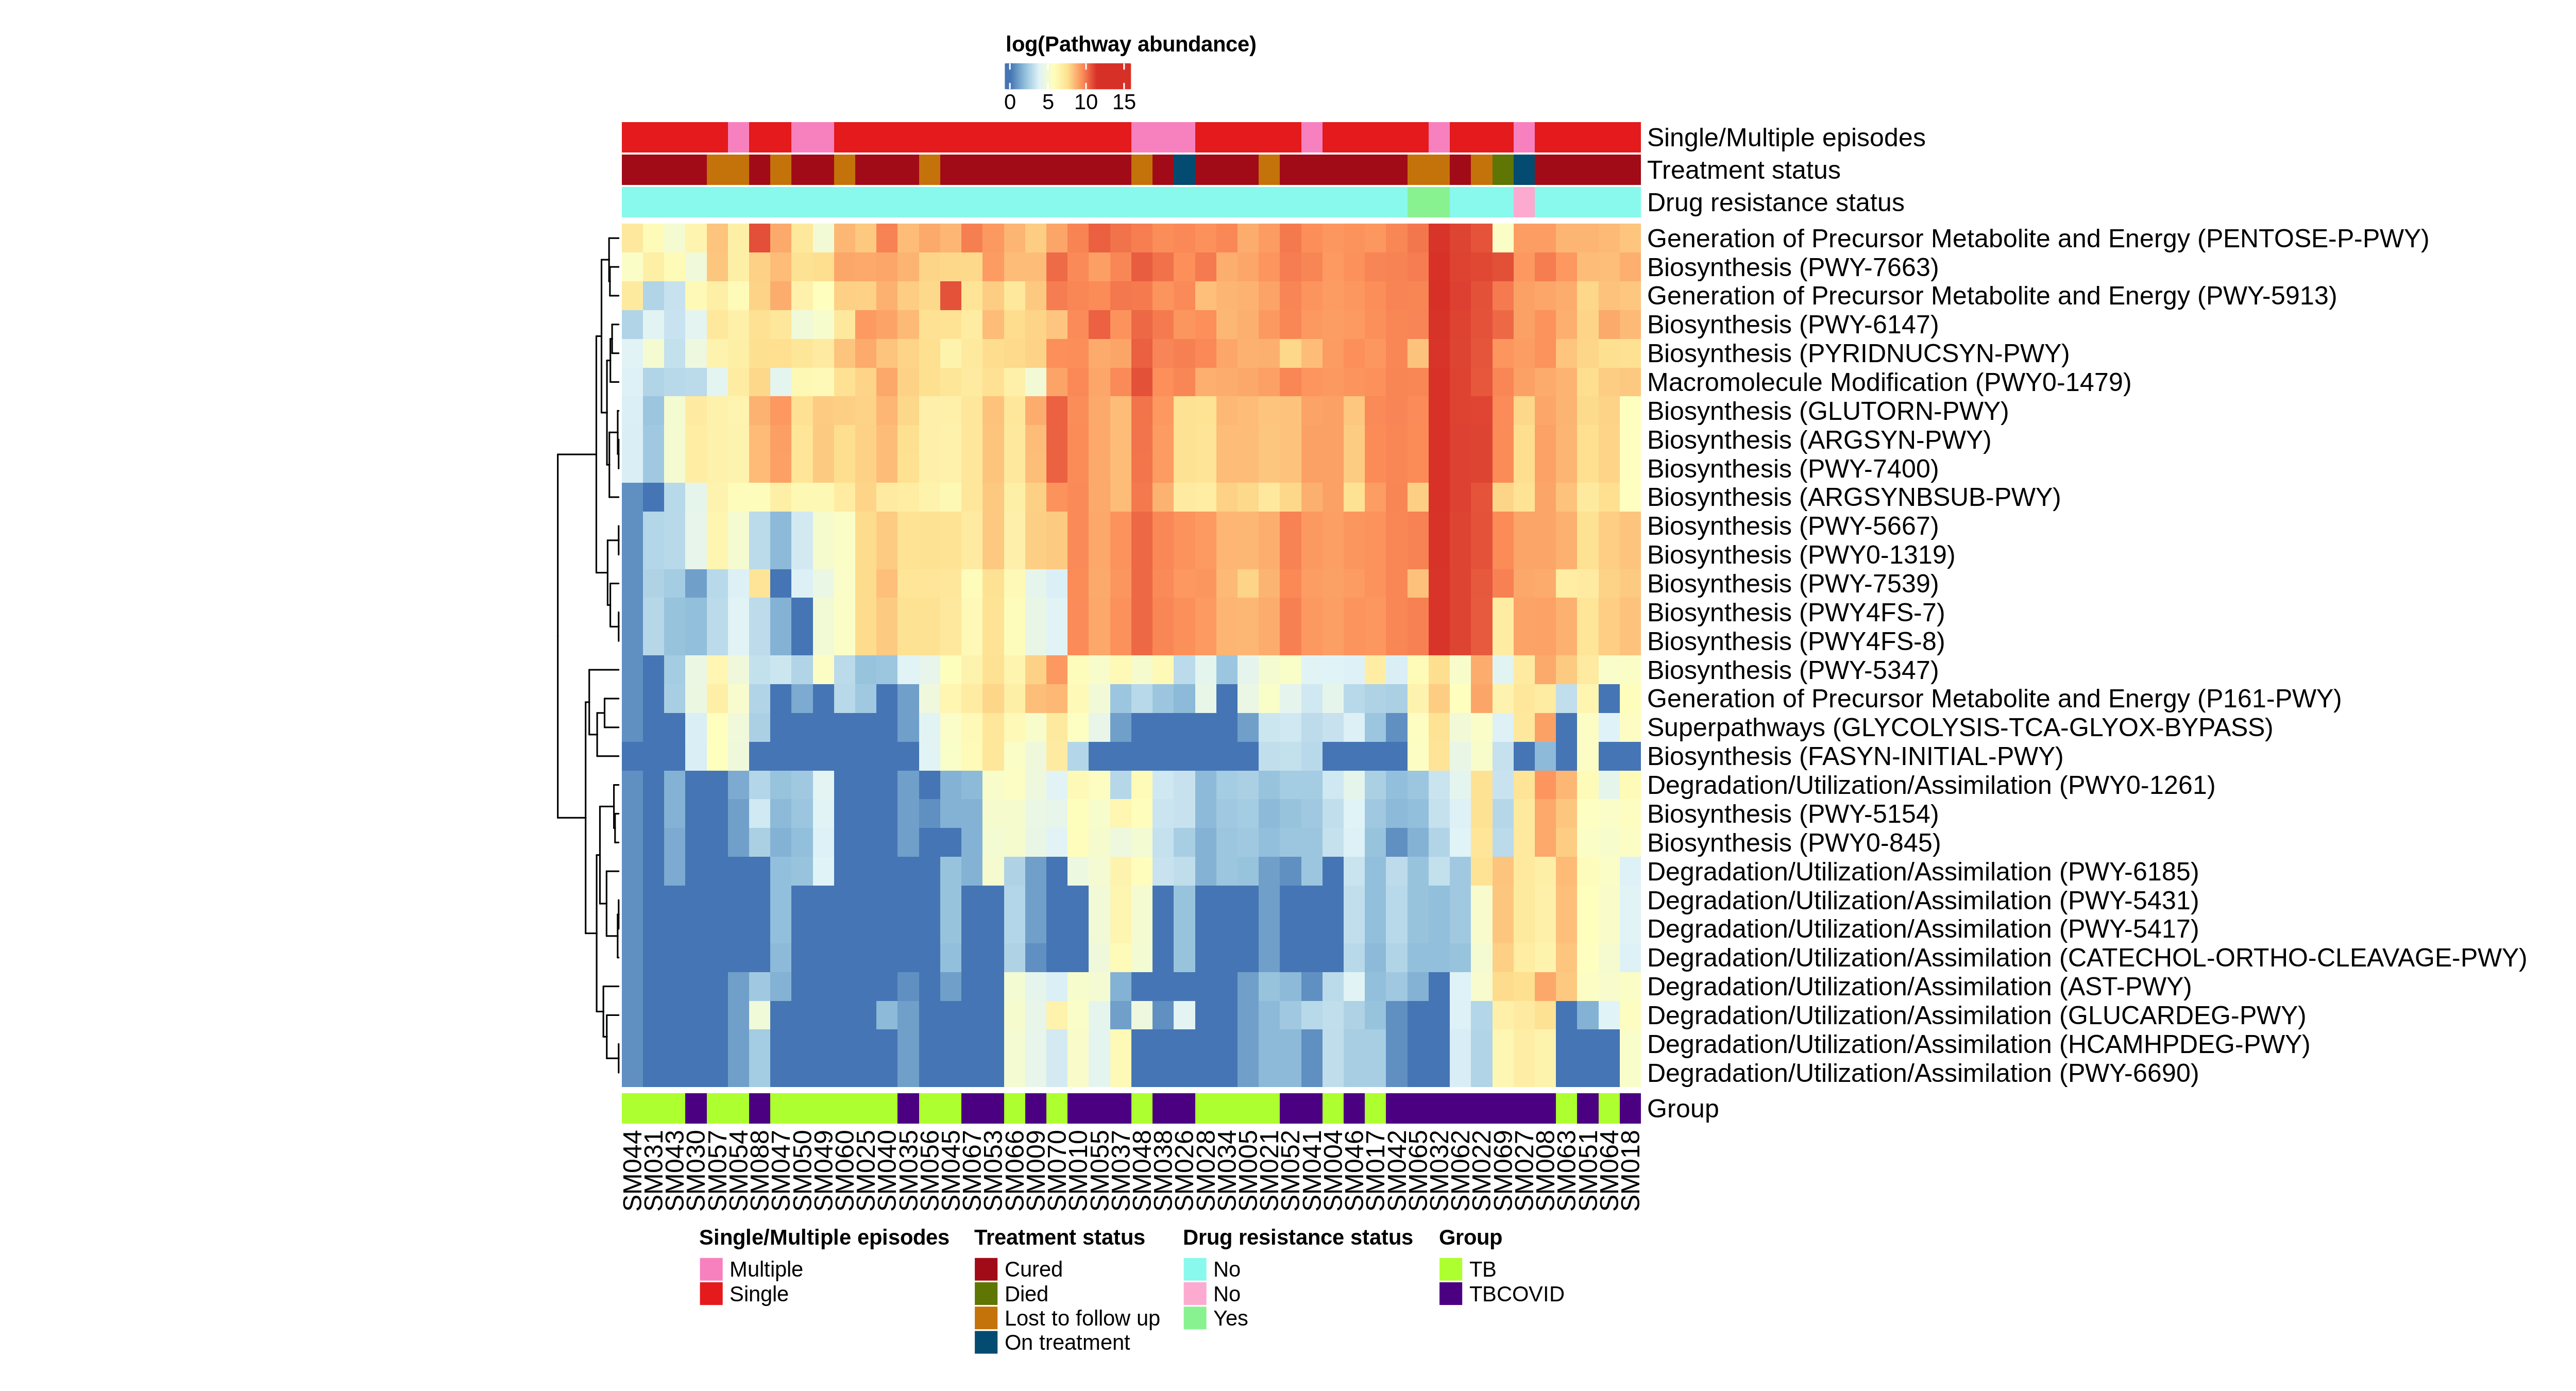 log(Pathway abundance)
0 5 10 15
Single/Multiple episodes
Treatment status
Drug resistance status
Generation of Precursor Metabolite and Energy (PENTOSE-P-PWY)
Biosynthesis (PWY-7663)
Generation of Precursor Metabolite and Energy (PWY-5913)
Biosynthesis (PWY-6147)
Biosynthesis (PYRIDNUCSYN-PWY)
Macromolecule Modification (PWY0-1479)
Biosynthesis (GLUTORN-PWY)
Biosynthesis (ARGSYN-PWY)
Biosynthesis (PWY-7400)
Biosynthesis (ARGSYNBSUB-PWY)
Biosynthesis (PWY-5667)
Biosynthesis (PWY0-1319)
Biosynthesis (PWY-7539)
Biosynthesis (PWY4FS-7)
Biosynthesis (PWY4FS-8)
Biosynthesis (PWY-5347)
Generation of Precursor Metabolite and Energy (P161-PWY)
Superpathways (GLYCOLYSIS-TCA-GLYOX-BYPASS)
Biosynthesis (FASYN-INITIAL-PWY)
Degradation/Utilization/Assimilation (PWY0-1261)
Biosynthesis (PWY-5154)
Biosynthesis (PWY0-845)
Degradation/Utilization/Assimilation (PWY-6185)
Degradation/Utilization/Assimilation (PWY-5431)
Degradation/Utilization/Assimilation (PWY-5417)
Degradation/Utilization/Assimilation (CATECHOL-ORTHO-CLEAVAGE-PWY)
Degradation/Utilization/Assimilation (AST-PWY)
Degradation/Utilization/Assimilation (GLUCARDEG-PWY)
Degradation/Utilization/Assimilation (HCAMHPDEG-PWY)
Degradation/Utilization/Assimilation (PWY-6690)
Group
SM044 SM031 SM043 SM030 SM057 SM054 SM088 SM047 SM050 SM049 SM060 SM025 SM040 SM035 SM056 SM045 SM067 SM053 SM066 SM009 SM070 SM010 SM055 SM037 SM048 SM038 SM026 SM028 SM034 SM005 SM021 SM052 SM041 SM004 SM046 SM017 SM042 SM065 SM032 SM062 SM022 SM069 SM027 SM008 SM063 SM051 SM064 SM018
Single/Multiple episodes Treatment status Drug resistance status Group
Multiple Cured No TB
Single Died No TBCOVID
Lost to follow up Yes
On treatment